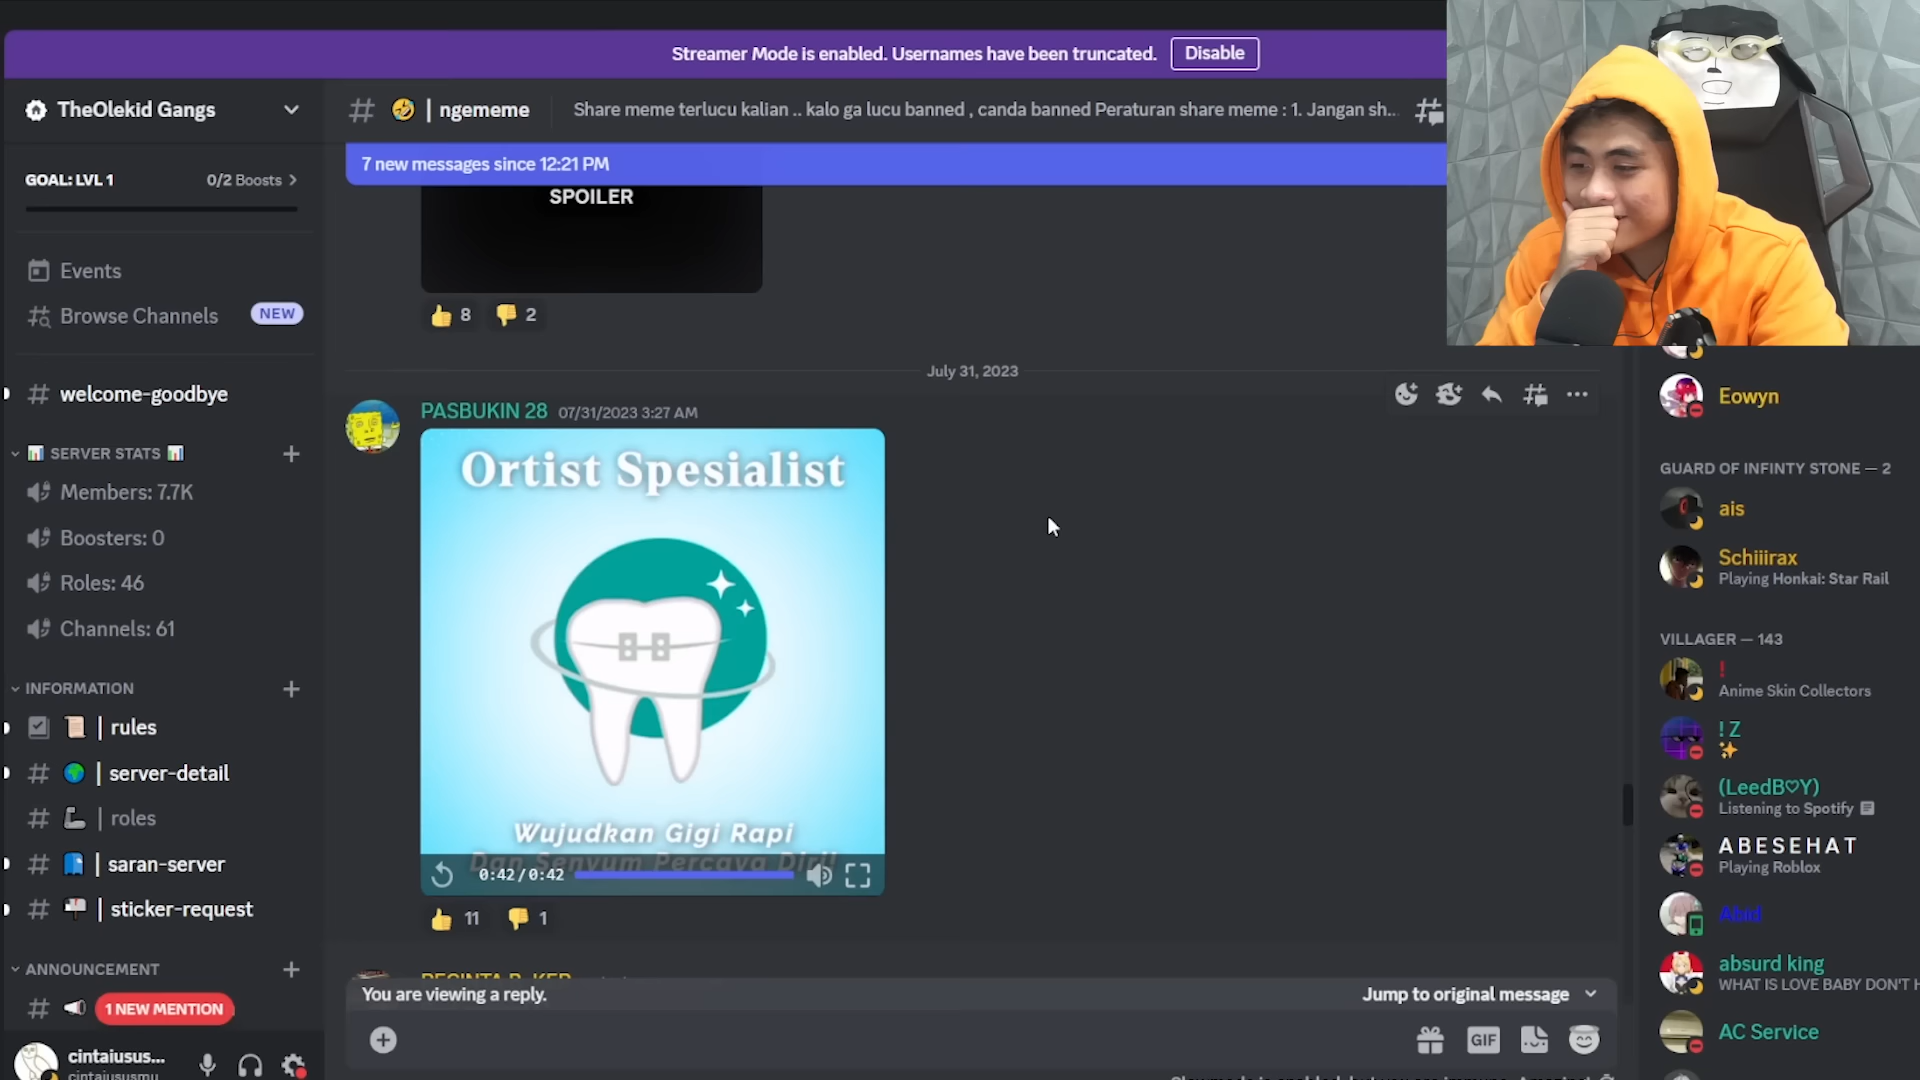 Streamer Mode is enabled. Usernames have been truncated.
Disable
TheOlekid Gangs
GOAL: LVL 1
0/2 Boosts
Events
Browse Channels
NEW
welcome-goodbye
SERVER STATS
Members: 7.7K
Boosters: 0
Roles: 46
Channels: 61
INFORMATION
| rules
| server-detail
| roles
| saran-server
| sticker-request
ANNOUNCEMENT
1 NEW MENTION
cintaiusus...
cintaiususmu
| ngememe
Share meme terlucu kalian .. kalo ga lucu banned , canda banned Peraturan share meme : 1. Jangan sh...
7 new messages since 12:21 PM
SPOILER
8
2
July 31, 2023
PASBUKIN 28 07/31/2023 3:27 AM
Ortist Spesialist
Wujudkan Gigi Rapi
Dan Senyum Percaya Diri!
0:42/0:42
11
1
You are viewing a reply.
Jump to original message
GIF
Eowyn
GUARD OF INFINTY STONE — 2
ais
Schiiirax
Playing Honkai: Star Rail
VILLAGER — 143
!
Anime Skin Collectors
! Z
(LeedB♡Y)
Listening to Spotify
A B E S E H A T
Playing Roblox
Abid
absurd king
WHAT IS LOVE BABY DON'T H
AC Service